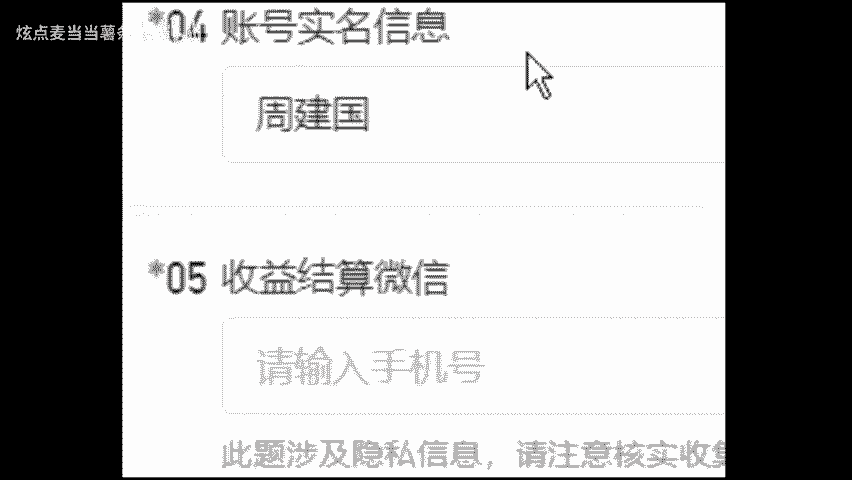 炫点麦当当薯条
*04 账号实名信息
周建国
*05 收益结算微信
请输入手机号
此题涉及隐私信息，请注意核实收集